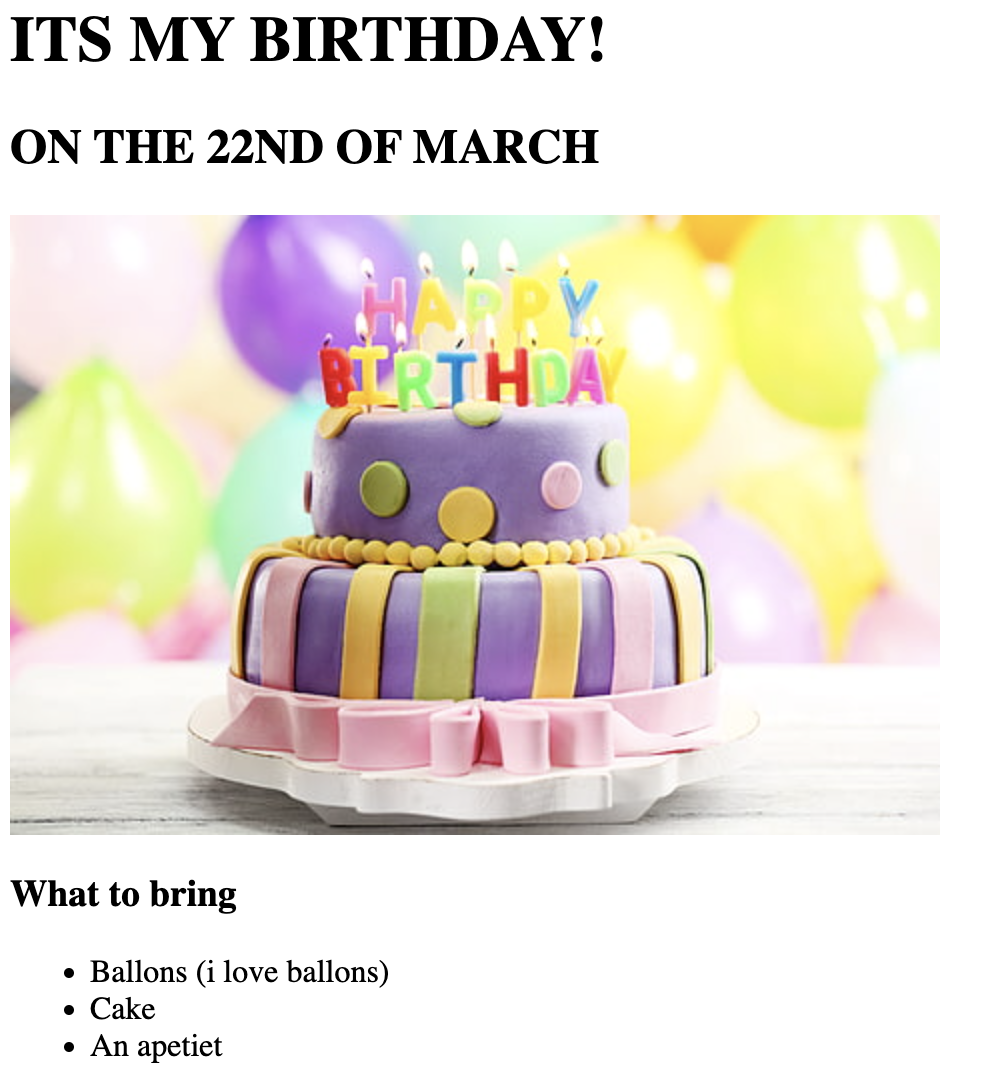 ITS MY BIRTHDAY!
ON THE 22ND OF MARCH
HAPPY
BIRTHDAY
What to bring
Ballons (i love ballons)
Cake
An apetiet